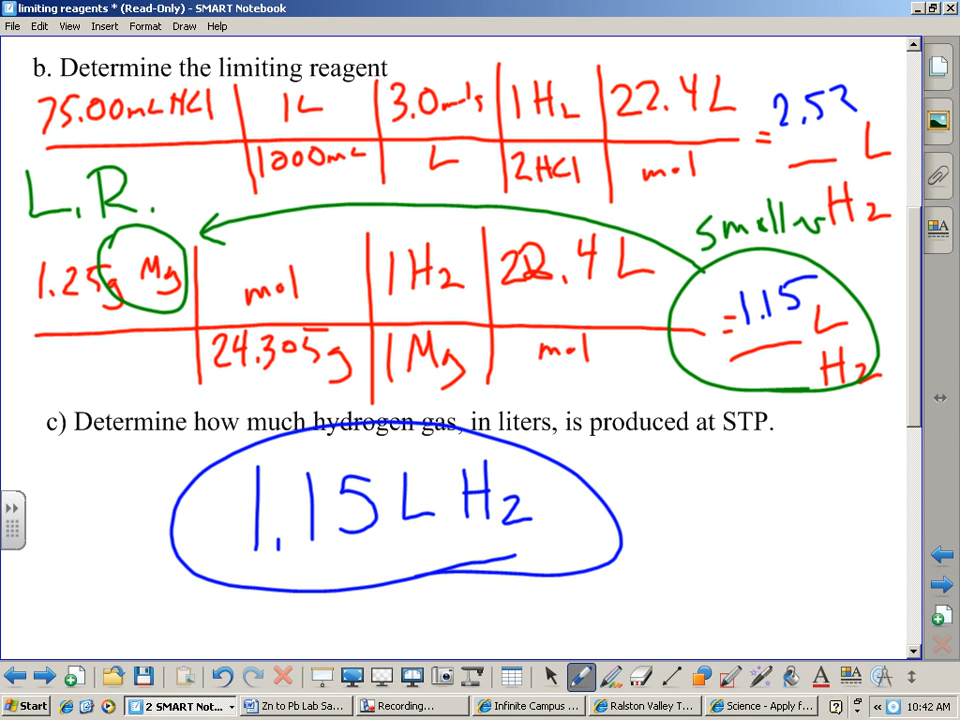 limiting reagents * (Read-Only) - SMART Notebook
File Edit View Insert Format Draw Help
b. Determine the limiting reagent
75.00mL HCl | 1L | 3.0mols | 1 H2 | 22.4 L = 2.52 L H2
1000mL | L | 2HCl | mol
L.R.
smaller
1.25g Mg | mol | 1 H2 | 22.4 L = 1.15 L H2
24.305g | 1 Mg | mol
c) Determine how much hydrogen gas, in liters, is produced at STP.
1.15 L H2
Start 2 SMART Not... Zn to Pb Lab Sa... Recording... Infinite Campus ... Ralston Valley T... Science - Apply f... 10:42 AM